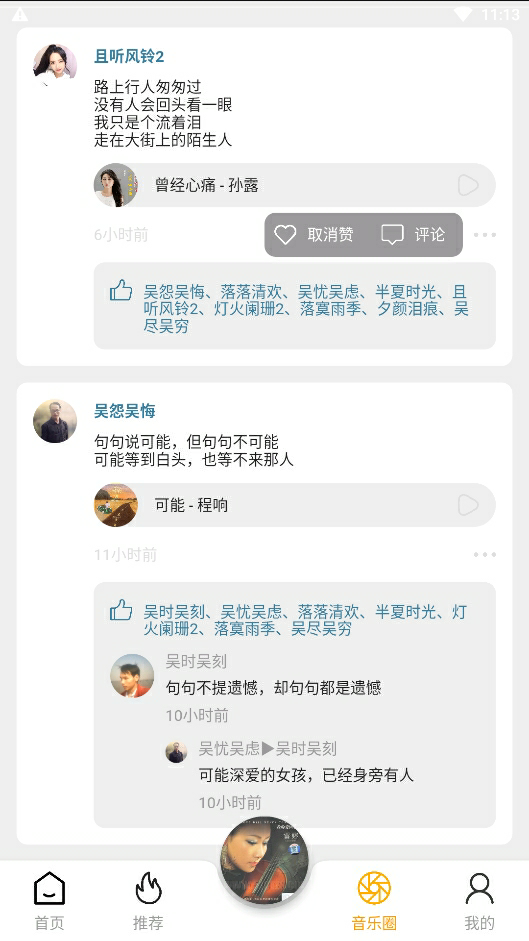 11:13
且听风铃2
路上行人匆匆过
没有人会回头看一眼
我只是个流着泪
走在大街上的陌生人
曾经心痛 - 孙露
6小时前
取消赞
评论
吴怨吴悔、落落清欢、吴忧吴虑、半夏时光、且
听风铃2、灯火阑珊2、落寞雨季、夕颜泪痕、吴
尽吴穷
吴怨吴悔
句句说可能，但句句不可能
可能等到白头，也等不来那人
可能 - 程响
11小时前
吴时吴刻、吴忧吴虑、落落清欢、半夏时光、灯
火阑珊2、落寞雨季、吴尽吴穷
吴时吴刻
句句不提遗憾，却句句都是遗憾
10小时前
吴忧吴虑▶吴时吴刻
可能深爱的女孩，已经身旁有人
10小时前
首页
推荐
音乐圈
我的